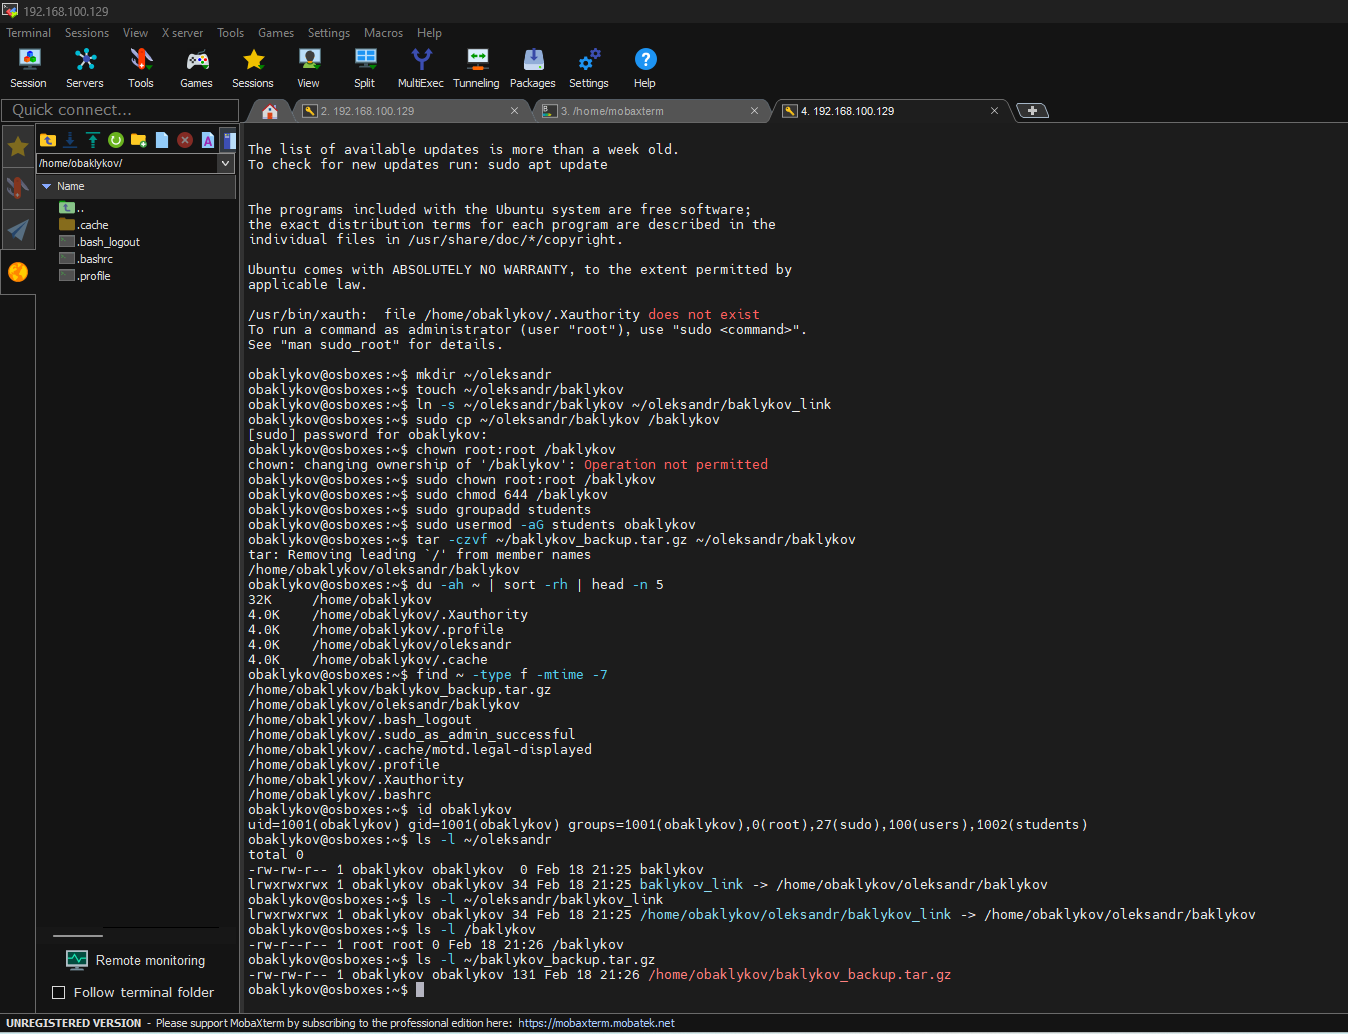 192.168.100.129
Terminal Sessions View X server Tools Games Settings Macros Help
Session Servers Tools Games Sessions View Split MultiExec Tunneling Packages Settings Help
Quick connect...
2. 192.168.100.129
3. /home/mobaxterm
4. 192.168.100.129
/home/obaklykov/
Name
..
.cache
.bash_logout
.bashrc
.profile
Remote monitoring
Follow terminal folder
The list of available updates is more than a week old.
To check for new updates run: sudo apt update
The programs included with the Ubuntu system are free software;
the exact distribution terms for each program are described in the
individual files in /usr/share/doc/*/copyright.
Ubuntu comes with ABSOLUTELY NO WARRANTY, to the extent permitted by
applicable law.
/usr/bin/xauth:  file /home/obaklykov/.Xauthority does not exist
To run a command as administrator (user "root"), use "sudo <command>".
See "man sudo_root" for details.
obaklykov@osboxes:~$ mkdir ~/oleksandr
obaklykov@osboxes:~$ touch ~/oleksandr/baklykov
obaklykov@osboxes:~$ ln -s ~/oleksandr/baklykov ~/oleksandr/baklykov_link
obaklykov@osboxes:~$ sudo cp ~/oleksandr/baklykov /baklykov
[sudo] password for obaklykov:
obaklykov@osboxes:~$ chown root:root /baklykov
chown: changing ownership of '/baklykov': Operation not permitted
obaklykov@osboxes:~$ sudo chown root:root /baklykov
obaklykov@osboxes:~$ sudo chmod 644 /baklykov
obaklykov@osboxes:~$ sudo groupadd students
obaklykov@osboxes:~$ sudo usermod -aG students obaklykov
obaklykov@osboxes:~$ tar -czvf ~/baklykov_backup.tar.gz ~/oleksandr/baklykov
tar: Removing leading `/' from member names
/home/obaklykov/oleksandr/baklykov
obaklykov@osboxes:~$ du -ah ~ | sort -rh | head -n 5
32K     /home/obaklykov
4.0K    /home/obaklykov/.Xauthority
4.0K    /home/obaklykov/.profile
4.0K    /home/obaklykov/oleksandr
4.0K    /home/obaklykov/.cache
obaklykov@osboxes:~$ find ~ -type f -mtime -7
/home/obaklykov/baklykov_backup.tar.gz
/home/obaklykov/oleksandr/baklykov
/home/obaklykov/.bash_logout
/home/obaklykov/.sudo_as_admin_successful
/home/obaklykov/.cache/motd.legal-displayed
/home/obaklykov/.profile
/home/obaklykov/.Xauthority
/home/obaklykov/.bashrc
obaklykov@osboxes:~$ id obaklykov
uid=1001(obaklykov) gid=1001(obaklykov) groups=1001(obaklykov),0(root),27(sudo),100(users),1002(students)
obaklykov@osboxes:~$ ls -l ~/oleksandr
total 0
-rw-rw-r-- 1 obaklykov obaklykov  0 Feb 18 21:25 baklykov
lrwxrwxrwx 1 obaklykov obaklykov 34 Feb 18 21:25 baklykov_link -> /home/obaklykov/oleksandr/baklykov
obaklykov@osboxes:~$ ls -l ~/oleksandr/baklykov_link
lrwxrwxrwx 1 obaklykov obaklykov 34 Feb 18 21:25 /home/obaklykov/oleksandr/baklykov_link -> /home/obaklykov/oleksandr/baklykov
obaklykov@osboxes:~$ ls -l /baklykov
-rw-r--r-- 1 root root 0 Feb 18 21:26 /baklykov
obaklykov@osboxes:~$ ls -l ~/baklykov_backup.tar.gz
-rw-rw-r-- 1 obaklykov obaklykov 131 Feb 18 21:26 /home/obaklykov/baklykov_backup.tar.gz
obaklykov@osboxes:~$
UNREGISTERED VERSION - Please support MobaXterm by subscribing to the professional edition here: https://mobaxterm.mobatek.net